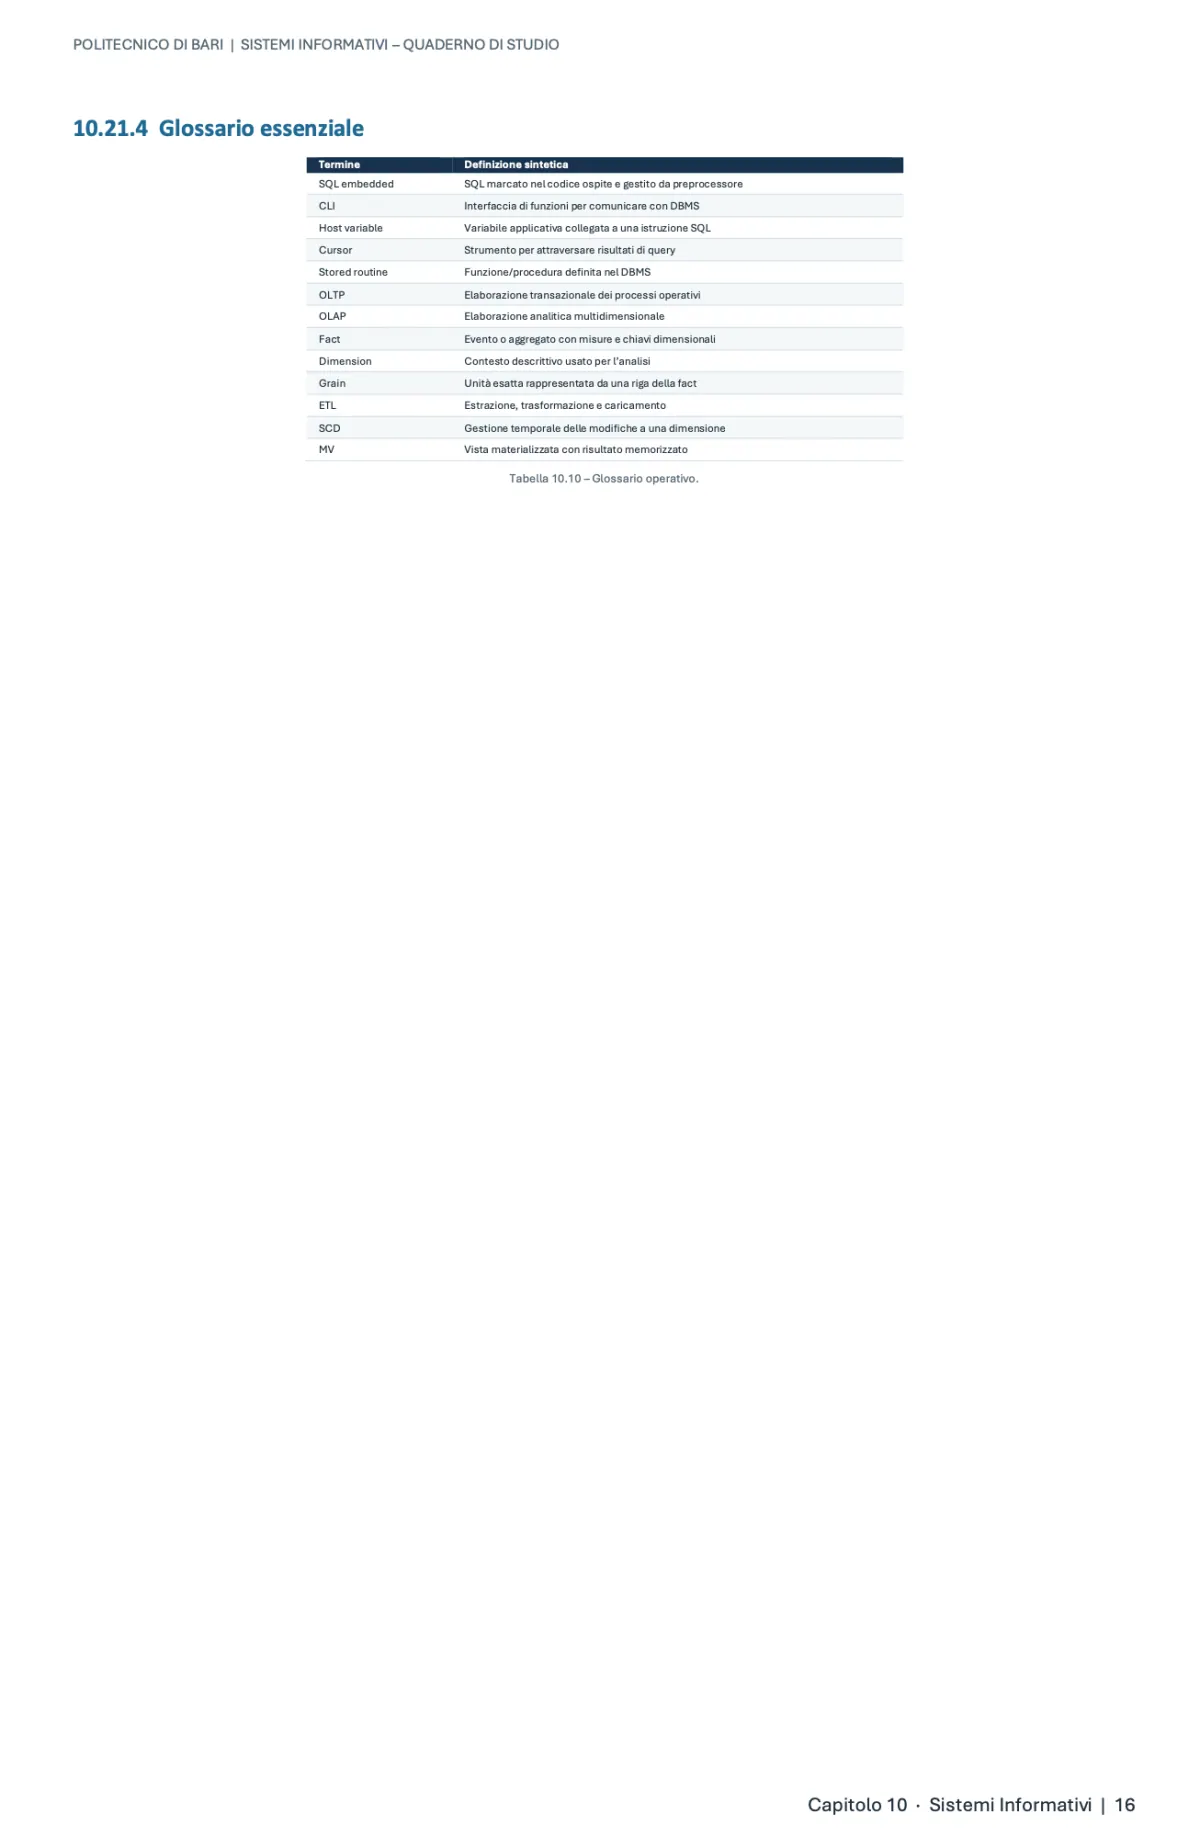 POLITECNICO DI BARI | SISTEMI INFORMATIVI – QUADERNO DI STUDIO
10.21.4 Glossario essenziale
Termine Definizione sintetica
SQL embedded SQL marcato nel codice ospite e gestito da preprocessore
CLI Interfaccia di funzioni per comunicare con DBMS
Host variable Variabile applicativa collegata a una istruzione SQL
Cursor Strumento per attraversare risultati di query
Stored routine Funzione/procedura definita nel DBMS
OLTP Elaborazione transazionale dei processi operativi
OLAP Elaborazione analitica multidimensionale
Fact Evento o aggregato con misure e chiavi dimensionali
Dimension Contesto descrittivo usato per l’analisi
Grain Unità esatta rappresentata da una riga della fact
ETL Estrazione, trasformazione e caricamento
SCD Gestione temporale delle modifiche a una dimensione
MV Vista materializzata con risultato memorizzato
Tabella 10.10 – Glossario operativo.
Capitolo 10 · Sistemi Informativi | 16